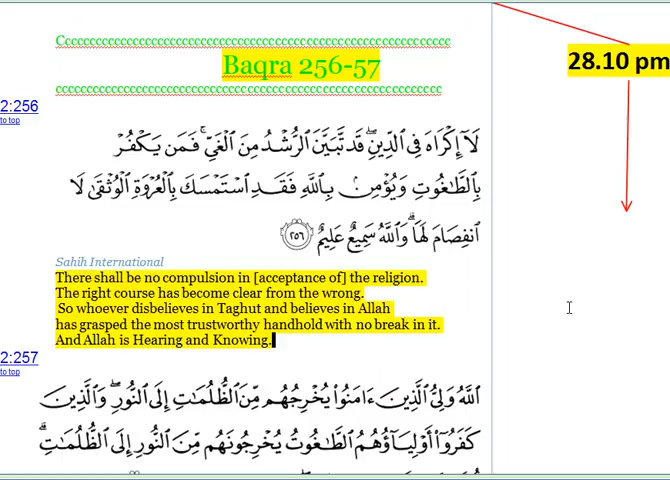 Cccccccccccccccccccccccccccccccccccccccccccccccccccccccccccccc
Baqra 256-57
28.10 pm
cccccccccccccccccccccccccccccccccccccccccccccccccccccccccccccc
2:256
to top
لَآ إِكْرَاهَ فِى ٱلدِّينِ ۖ قَد تَّبَيَّنَ ٱلرُّشْدُ مِنَ ٱلْغَىِّ ۚ فَمَن يَكْفُرْ
بِٱلطَّٰغُوتِ وَيُؤْمِنۢ بِٱللَّهِ فَقَدِ ٱسْتَمْسَكَ بِٱلْعُرْوَةِ ٱلْوُثْقَىٰ لَا
ٱنفِصَامَ لَهَا ۗ وَٱللَّهُ سَمِيعٌ عَلِيمٌ ٢٥٦
Sahih International
There shall be no compulsion in [acceptance of] the religion.
The right course has become clear from the wrong.
So whoever disbelieves in Taghut and believes in Allah
has grasped the most trustworthy handhold with no break in it.
And Allah is Hearing and Knowing.
2:257
to top
ٱللَّهُ وَلِىُّ ٱلَّذِينَ ءَامَنُوا۟ يُخْرِجُهُم مِّنَ ٱلظُّلُمَٰتِ إِلَى ٱلنُّورِ ۖ وَٱلَّذِينَ
كَفَرُوٓا۟ أَوْلِيَآؤُهُمُ ٱلطَّٰغُوتُ يُخْرِجُونَهُم مِّنَ ٱلنُّورِ إِلَى ٱلظُّلُمَٰتِ ۗ